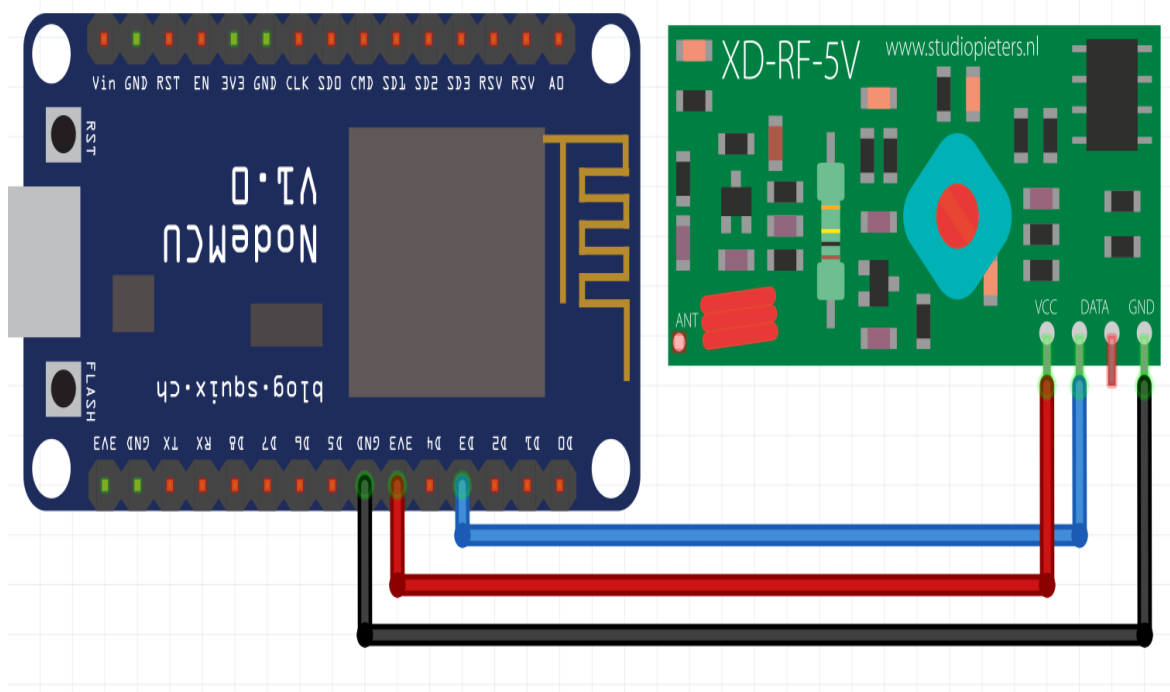 Vin GND RST EN 3V3 GND CLK SD0 CMD SD1 SD2 SD3 RSV RSV A0
RST
V1.0
NodeMCU
blog.squix.ch
FLASH
3V3 GND TX RX D8 D7 D6 D5 GND 3V3 D4 D3 D2 D1 D0
XD-RF-5V
www.studiopieters.nl
ANT
VCC DATA GND